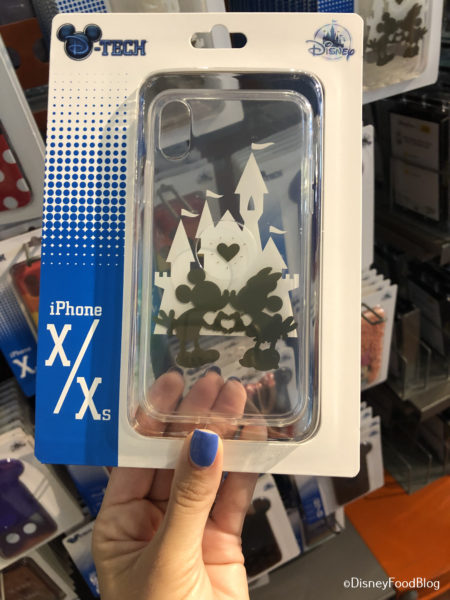 D-TECH
Disney
iPhone
X/Xs
X
©DisneyFoodBlog